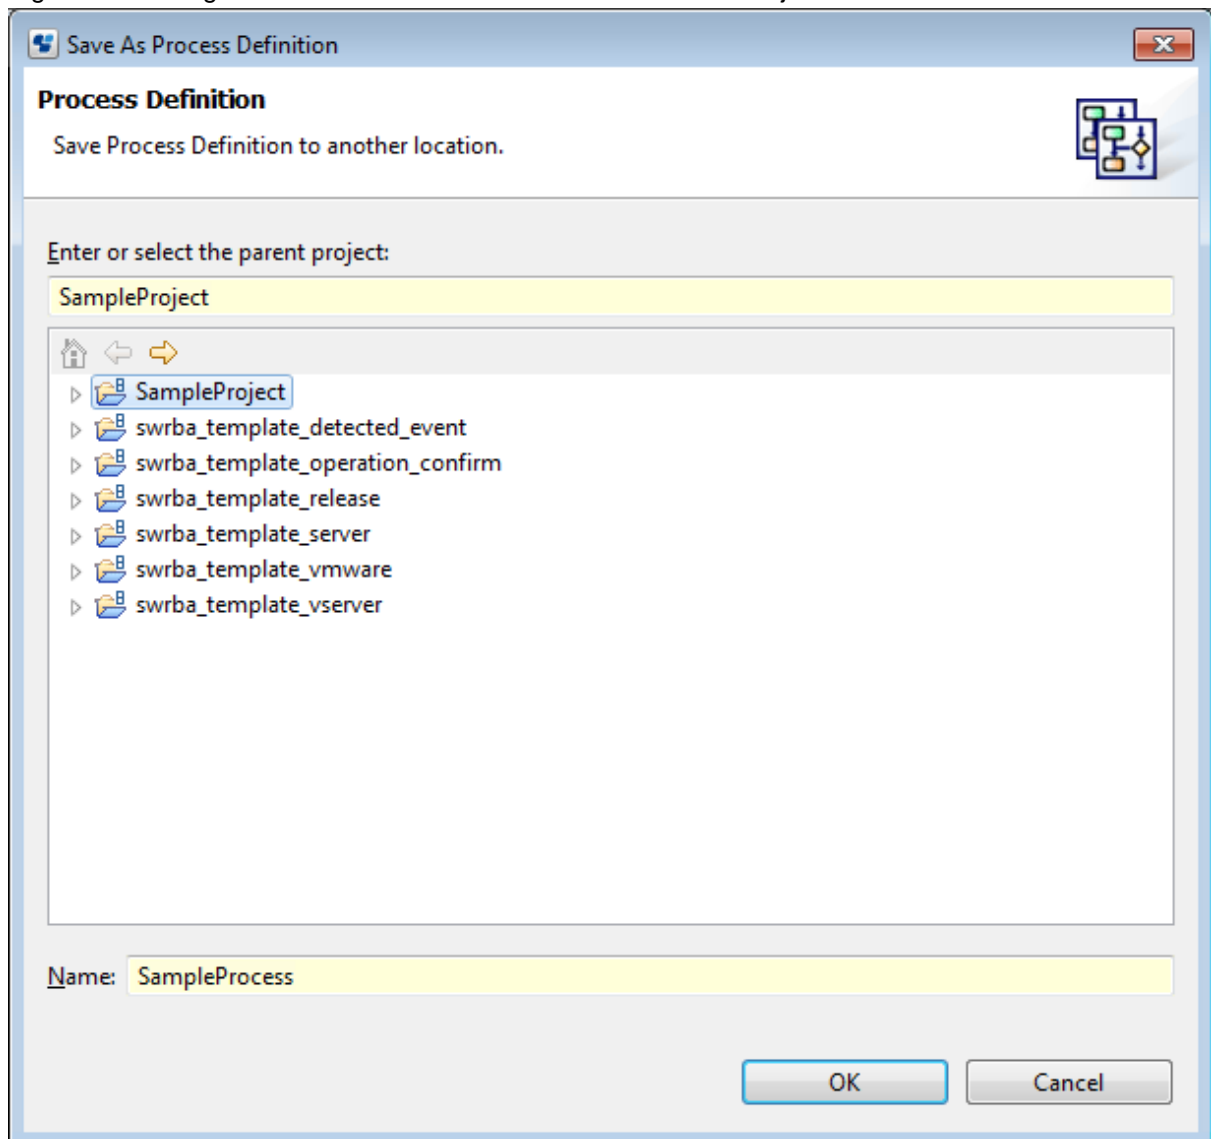 Save As Process Definition
Process Definition
Save Process Definition to another location.
Enter or select the parent project:
SampleProject
SampleProject
swrba_template_detected_event
swrba_template_operation_confirm
swrba_template_release
swrba_template_server
swrba_template_vmware
swrba_template_vserver
Name: SampleProcess
OK Cancel